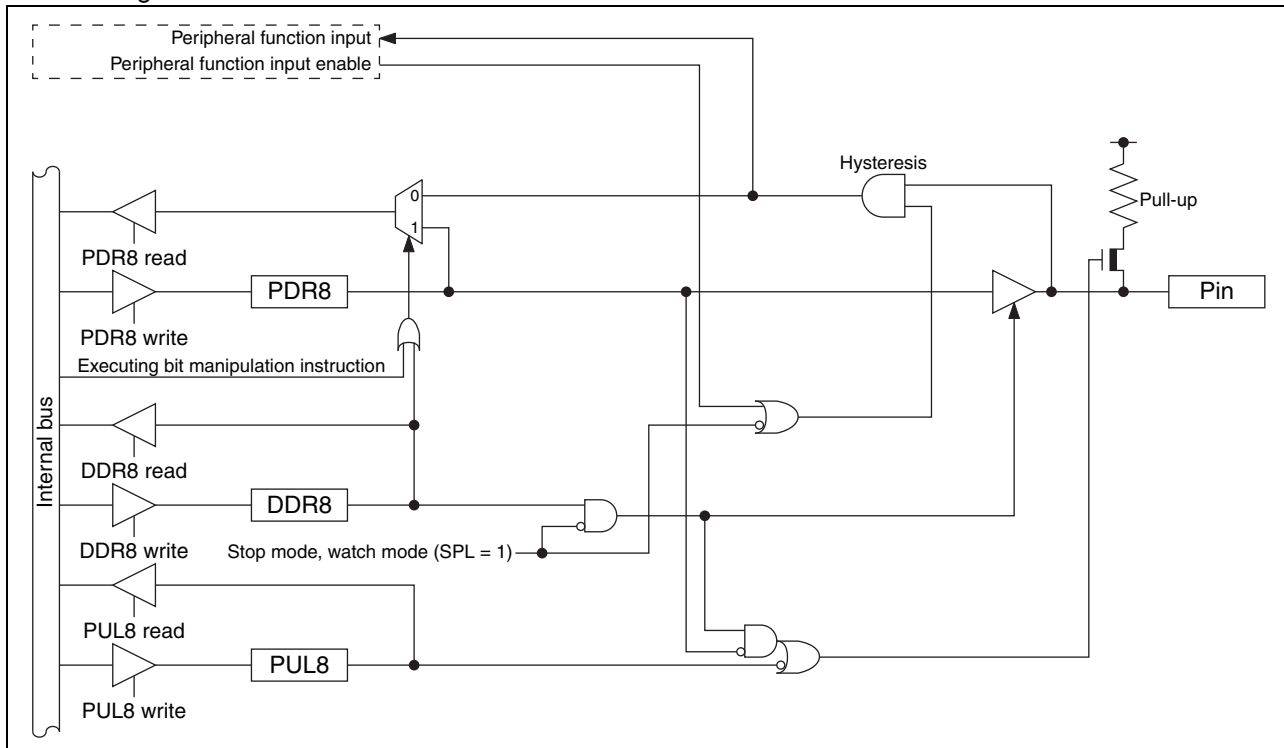 Peripheral function input
Peripheral function input enable
Hysteresis
Pull-up
0
1
PDR8 read
PDR8
Pin
PDR8 write
Executing bit manipulation instruction
Internal bus
DDR8 read
DDR8
DDR8 write
Stop mode, watch mode (SPL = 1)
PUL8 read
PUL8
PUL8 write